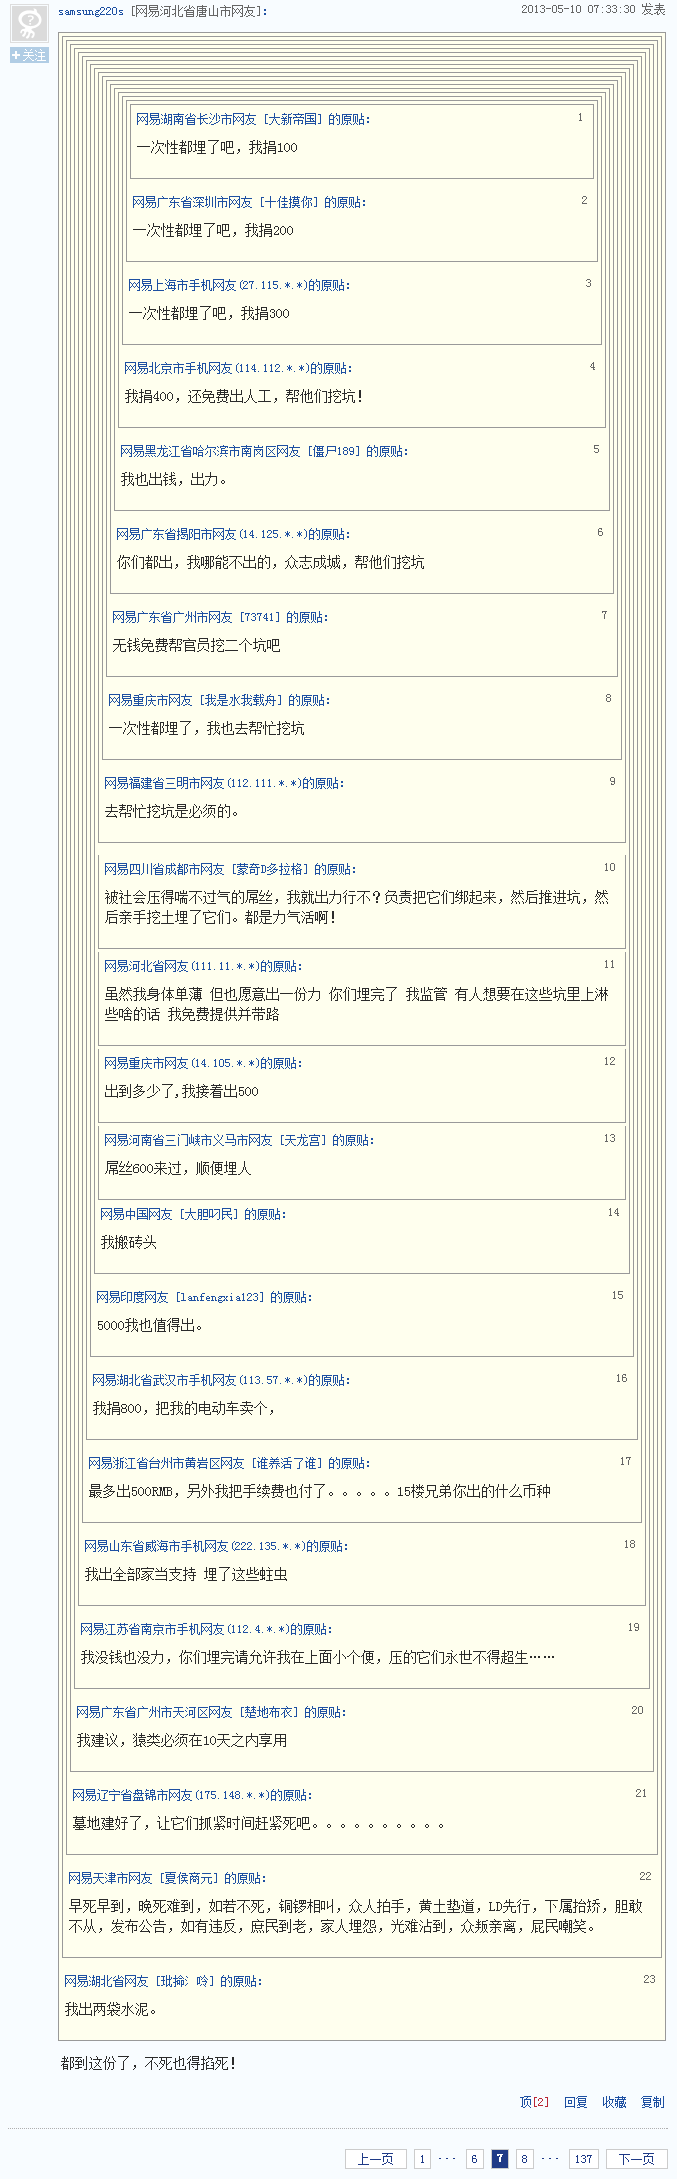 samsung220s [网易河北省唐山市网友]: 2013-05-10 07:33:30 发表
+关注
网易湖南省长沙市网友 [大新帝国] 的原贴: 1
一次性都埋了吧，我捐100
网易广东省深圳市网友 [十佳摸你] 的原贴: 2
一次性都埋了吧，我捐200
网易上海市手机网友(27.115.*.*)的原贴: 3
一次性都埋了吧，我捐300
网易北京市手机网友(114.112.*.*)的原贴: 4
我捐400，还免费出人工，帮他们挖坑！
网易黑龙江省哈尔滨市南岗区网友 [僵尸189] 的原贴: 5
我也出钱，出力。
网易广东省揭阳市网友(14.125.*.*)的原贴: 6
你们都出，我哪能不出的，众志成城，帮他们挖坑
网易广东省广州市网友 [73741] 的原贴: 7
无钱免费帮官员挖二个坑吧
网易重庆市网友 [我是水我载舟] 的原贴: 8
一次性都埋了，我也去帮忙挖坑
网易福建省三明市网友(112.111.*.*)的原贴: 9
去帮忙挖坑是必须的。
网易四川省成都市网友 [蒙奇D多拉格] 的原贴: 10
被社会压得喘不过气的屌丝，我就出力行不？负责把它们绑起来，然后推进坑，然
后亲手挖土埋了它们。都是力气活啊！
网易河北省网友(111.11.*.*)的原贴: 11
虽然我身体单薄 但也愿意出一份力 你们埋完了 我监管 有人想要在这些坑里上淋
些啥的话 我免费提供并带路
网易重庆市网友(14.105.*.*)的原贴: 12
出到多少了,我接着出500
网易河南省三门峡市义马市网友 [天龙宫] 的原贴: 13
屌丝600来过，顺便埋人
网易中国网友 [大胆叼民] 的原贴: 14
我搬砖头
网易印度网友 [lanfengxia123] 的原贴: 15
5000我也值得出。
网易湖北省武汉市手机网友(113.57.*.*)的原贴: 16
我捐800，把我的电动车卖个，
网易浙江省台州市黄岩区网友 [谁养活了谁] 的原贴: 17
最多出500RMB，另外我把手续费也付了。。。。。15楼兄弟你出的什么币种
网易山东省威海市手机网友(222.135.*.*)的原贴: 18
我出全部家当支持 埋了这些蛀虫
网易江苏省南京市手机网友(112.4.*.*)的原贴: 19
我没钱也没力，你们埋完请允许我在上面小个便，压的它们永世不得超生……
网易广东省广州市天河区网友 [楚地布衣] 的原贴: 20
我建议，猿类必须在10天之内享用
网易辽宁省盘锦市网友(175.148.*.*)的原贴: 21
墓地建好了，让它们抓紧时间赶紧死吧。。。。。。。。。。
网易天津市网友 [夏侯商元] 的原贴: 22
早死早到，晚死难到，如若不死，铜锣相叫，众人拍手，黄土垫道，LD先行，下属抬矫，胆敢
不从，发布公告，如有违反，庶民到老，家人埋怨，光难沾到，众叛亲离，屁民嘲笑。
网易湖北省网友 的原贴: 23
我出两袋水泥。
都到这份了，不死也得掐死！
顶[2] 回复 收藏 复制
上一页 1 ... 6 7 8 ... 137 下一页